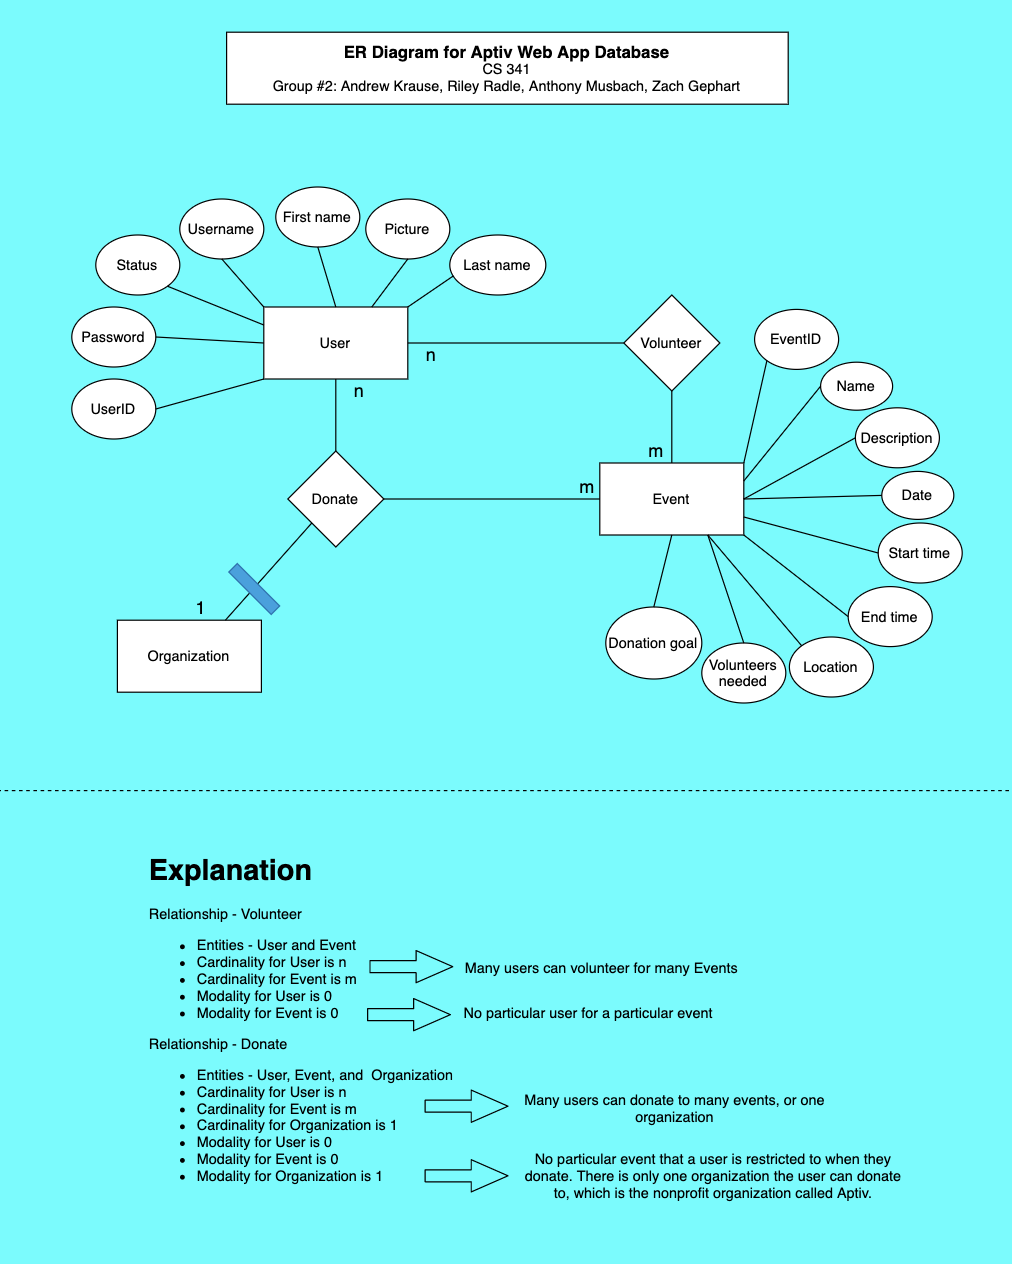 ER Diagram for Aptiv Web App Database
CS 341
Group #2: Andrew Krause, Riley Radle, Anthony Musbach, Zach Gephart
First name
Username
Picture
Status
Last name
Password
User
Volunteer
EventID
n
n
UserID
Name
Description
m
m
Donate
Event
Date
Start time
1
End time
Organization
Donation goal
Volunteers
needed
Location
Explanation
Relationship - Volunteer
• Entities - User and Event
• Cardinality for User is n
Many users can volunteer for many Events
• Cardinality for Event is m
• Modality for User is 0
• Modality for Event is 0
No particular user for a particular event
Relationship - Donate
• Entities - User, Event, and Organization
• Cardinality for User is n
• Cardinality for Event is m
• Cardinality for Organization is 1
Many users can donate to many events, or one
organization
• Modality for User is 0
• Modality for Event is 0
• Modality for Organization is 1
No particular event that a user is restricted to when they
donate. There is only one organization the user can donate
to, which is the nonprofit organization called Aptiv.